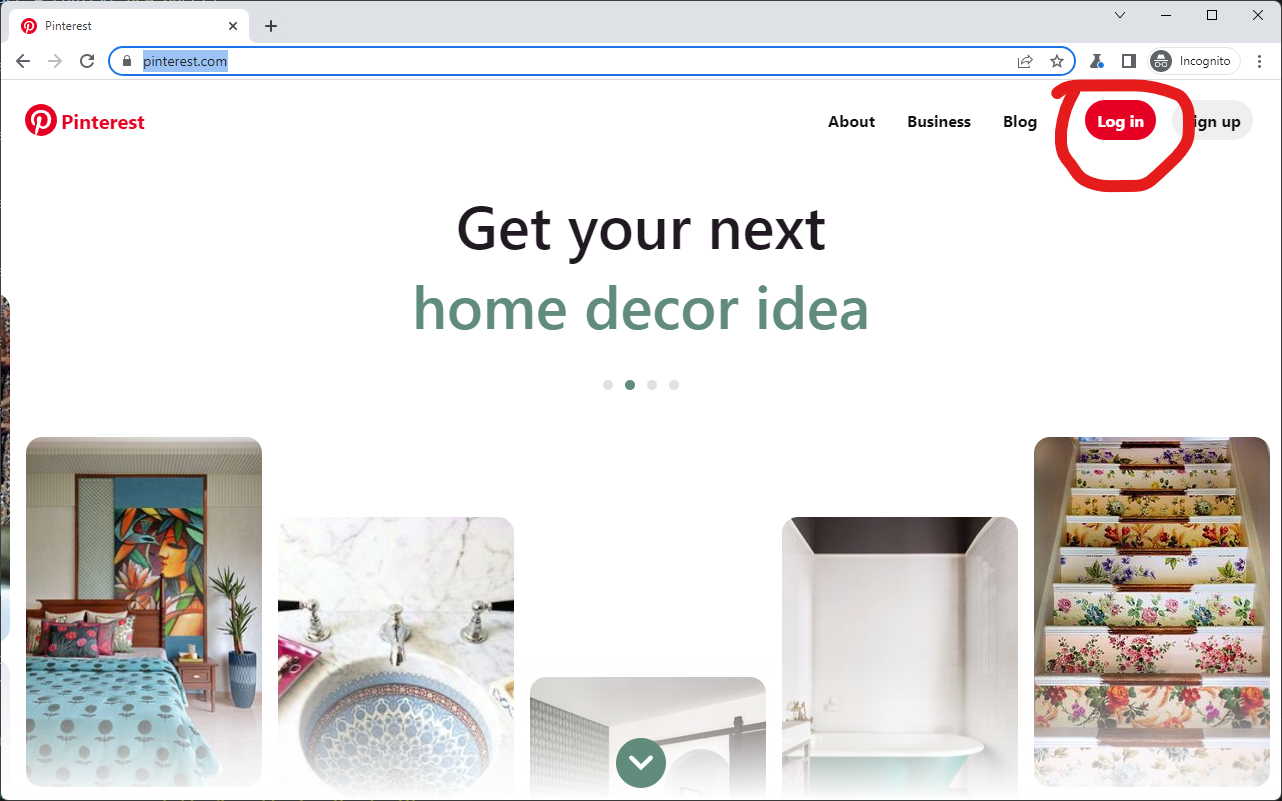 Pinterest
pinterest.com
Incognito
Pinterest
About Business Blog Log in ign up
Get your next
home decor idea